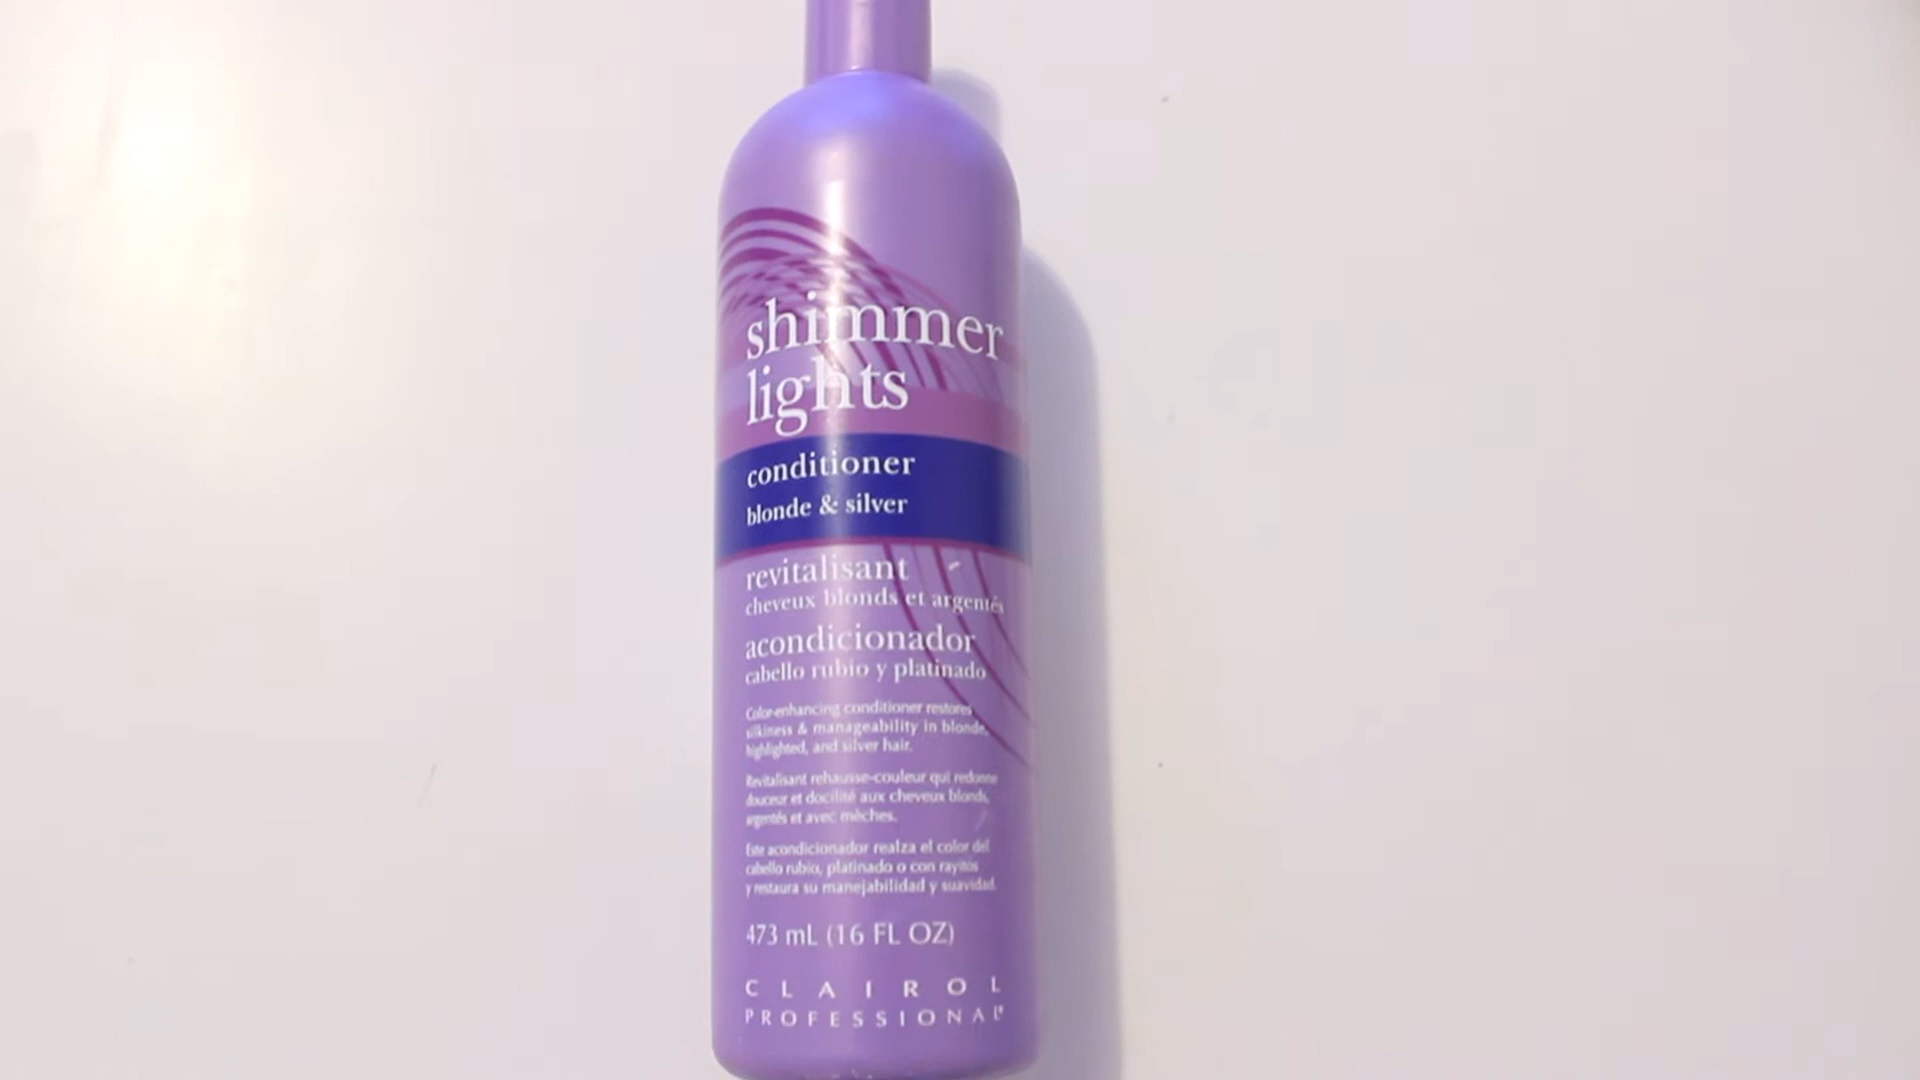 shimmer
lights
conditioner
blonde & silver
revitalisant
cheveux blonds et argentés
acondicionador
cabello rubio y platinado
Color-enhancing conditioner restores
silkiness & manageability in blonde,
highlighted, and silver hair.
Revitalisant rehausse-couleur qui redonne
douceur et docilité aux cheveux blonds,
argentés et avec mèches.
Este acondicionador realza el color del
cabello rubio, platinado o con rayitos
y restaura su manejabilidad y suavidad.
473 mL (16 FL OZ)
CLAIROL
PROFESSIONAL®